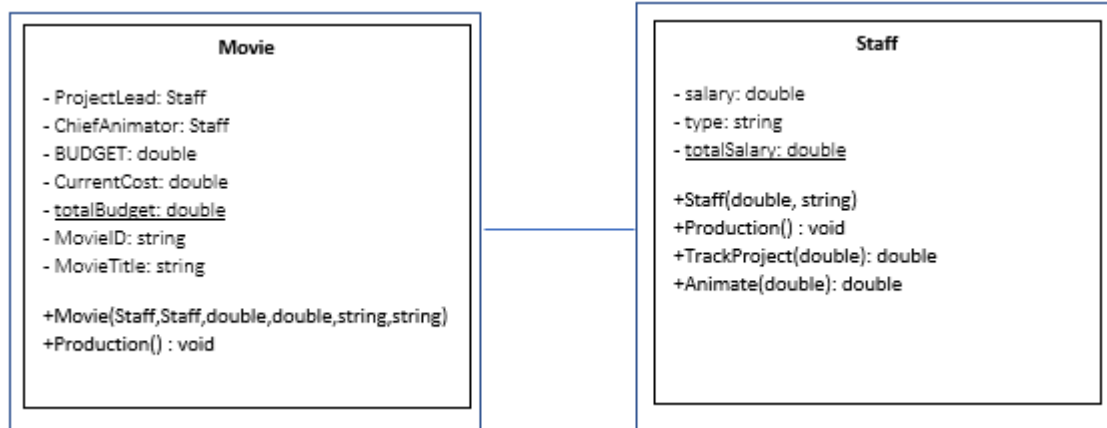 Movie
- ProjectLead: Staff
- ChiefAnimator: Staff
- BUDGET: double
- CurrentCost: double
- totalBudget: double
- MovieID: string
- MovieTitle: string
+Movie(Staff,Staff,double,double,string,string)
+Production() : void
Staff
- salary: double
- type: string
- totalSalary: double
+Staff(double, string)
+Production() : void
+TrackProject(double): double
+Animate(double): double